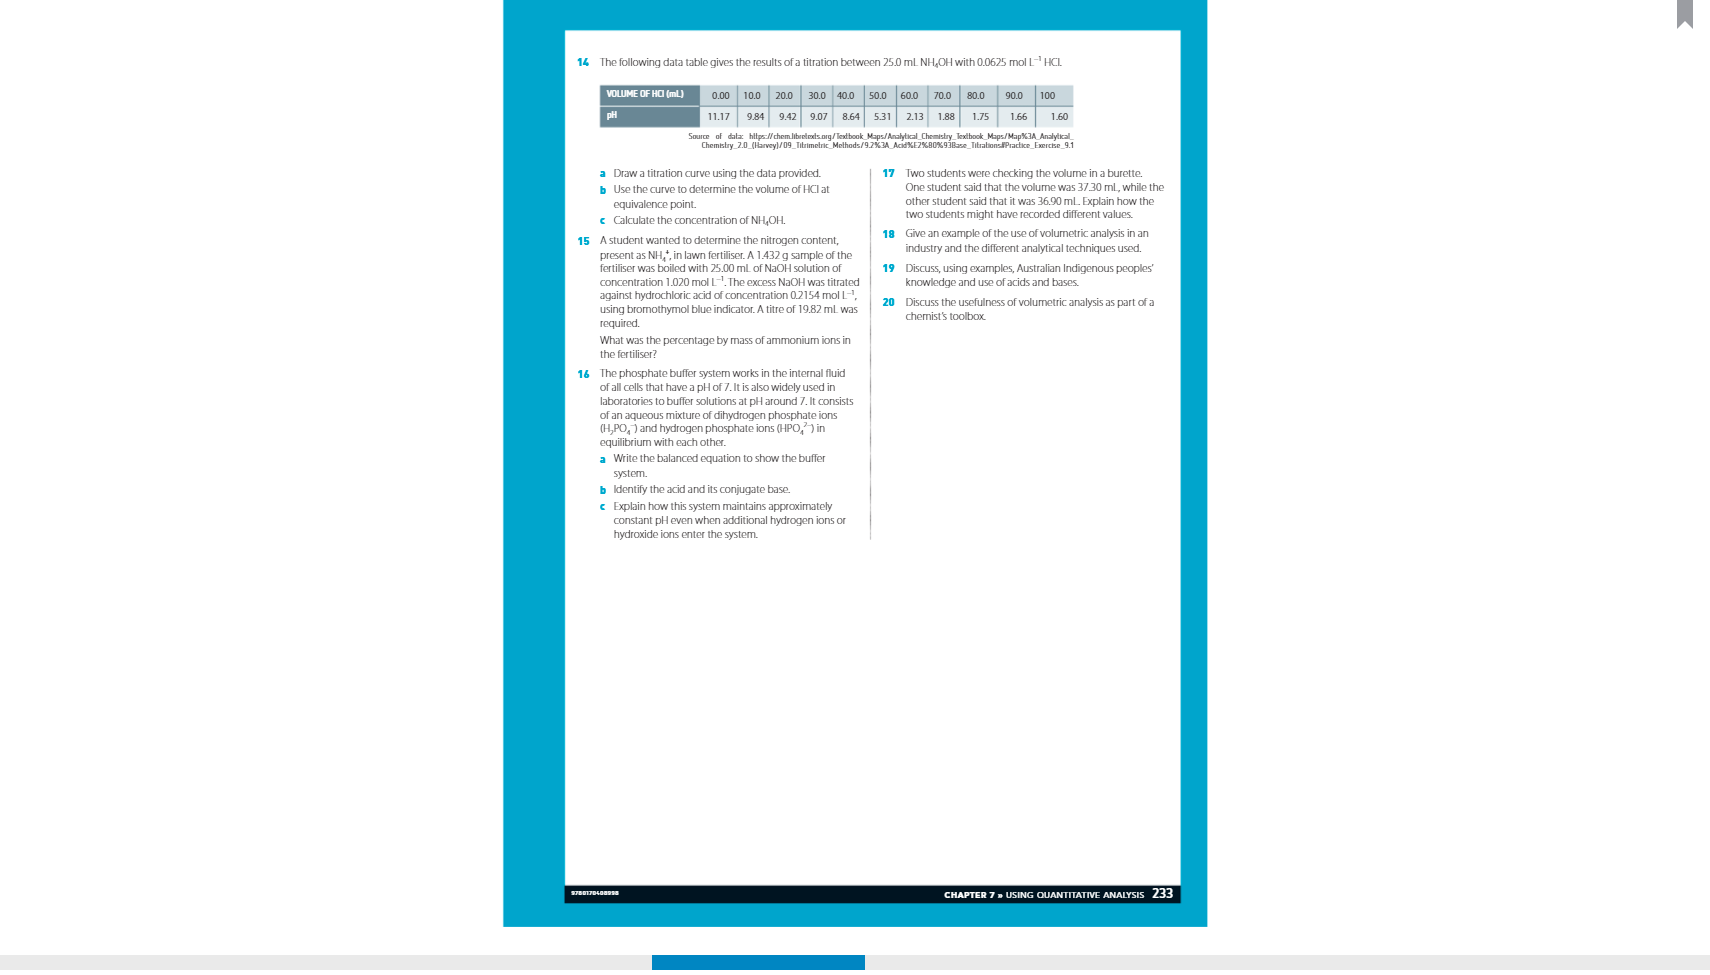 14 The following data table gives the results of a titration between 25.0 mL NH₄OH with 0.0625 mol L⁻¹ HCl.
VOLUME OF HCl (mL) 0.00 10.0 20.0 30.0 40.0 50.0 60.0 70.0 80.0 90.0 100
pH 11.17 9.84 9.42 9.07 8.64 5.31 2.13 1.88 1.75 1.66 1.60
Source of data: https://chem.libretexts.org/Textbook_Maps/Analytical_Chemistry_Textbook_Maps/Map%3A_Analytical_
Chemistry_2.0_(Harvey)/09_Titrimetric_Methods/9.2%3A_Acid%E2%80%93Base_Titrations#Practice_Exercise_9.1
a Draw a titration curve using the data provided.
b Use the curve to determine the volume of HCl at
equivalence point.
c Calculate the concentration of NH₄OH.
15 A student wanted to determine the nitrogen content,
present as NH₄⁺, in lawn fertiliser. A 1.432 g sample of the
fertiliser was boiled with 25.00 mL of NaOH solution of
concentration 1.020 mol L⁻¹. The excess NaOH was titrated
against hydrochloric acid of concentration 0.2154 mol L⁻¹,
using bromothymol blue indicator. A titre of 19.82 mL was
required.
What was the percentage by mass of ammonium ions in
the fertiliser?
16 The phosphate buffer system works in the internal fluid
of all cells that have a pH of 7. It is also widely used in
laboratories to buffer solutions at pH around 7. It consists
of an aqueous mixture of dihydrogen phosphate ions
(H₂PO₄⁻) and hydrogen phosphate ions (HPO₄²⁻) in
equilibrium with each other.
a Write the balanced equation to show the buffer
system.
b Identify the acid and its conjugate base.
c Explain how this system maintains approximately
constant pH even when additional hydrogen ions or
hydroxide ions enter the system.
17 Two students were checking the volume in a burette.
One student said that the volume was 37.30 mL, while the
other student said that it was 36.90 mL. Explain how the
two students might have recorded different values.
18 Give an example of the use of volumetric analysis in an
industry and the different analytical techniques used.
19 Discuss, using examples, Australian Indigenous peoples'
knowledge and use of acids and bases.
20 Discuss the usefulness of volumetric analysis as part of a
chemist's toolbox.
9780170408998
CHAPTER 7 » USING QUANTITATIVE ANALYSIS 233